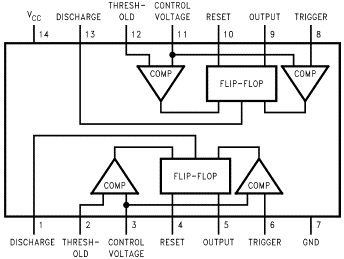 THRESH- CONTROL
VCC DISCHARGE OLD VOLTAGE RESET OUTPUT TRIGGER
14 13 12 11 10 9 8
COMP FLIP-FLOP COMP
COMP FLIP-FLOP COMP
1 2 3 4 5 6 7
DISCHARGE THRESH- CONTROL RESET OUTPUT TRIGGER GND
OLD VOLTAGE